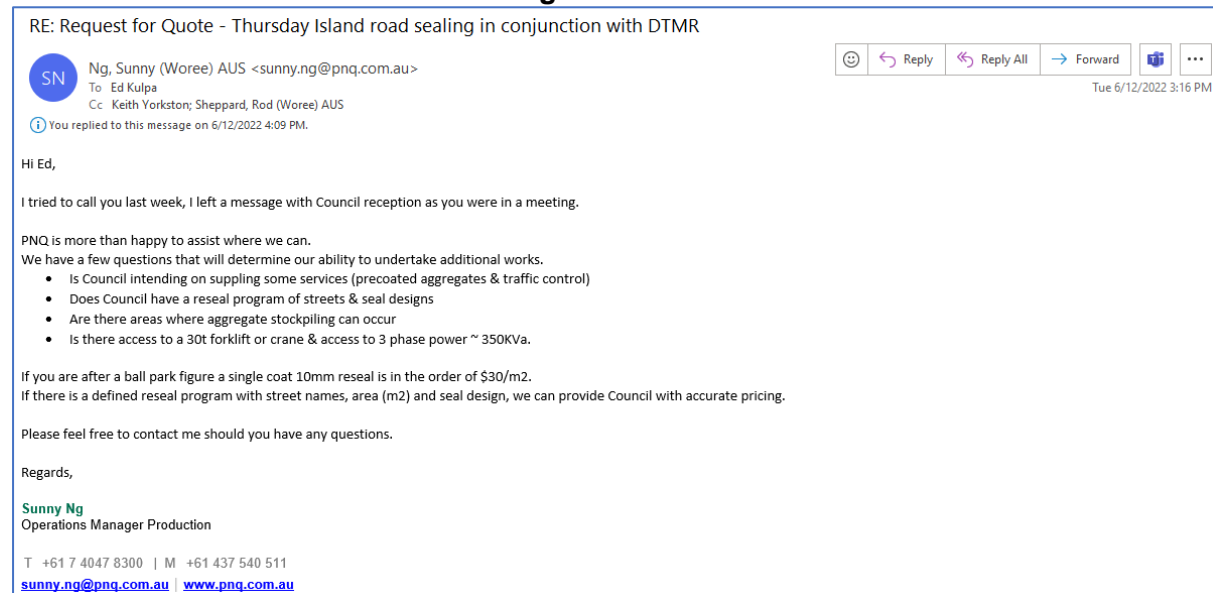 RE: Request for Quote - Thursday Island road sealing in conjunction with DTMR
SN
Ng, Sunny (Woree) AUS <sunny.ng@pnq.com.au>
To Ed Kulpa
Cc Keith Yorkston; Sheppard, Rod (Woree) AUS
Reply
Reply All
Forward
Tue 6/12/2022 3:16 PM
You replied to this message on 6/12/2022 4:09 PM.
Hi Ed,
I tried to call you last week, I left a message with Council reception as you were in a meeting.
PNQ is more than happy to assist where we can.
We have a few questions that will determine our ability to undertake additional works.
• Is Council intending on suppling some services (precoated aggregates & traffic control)
• Does Council have a reseal program of streets & seal designs
• Are there areas where aggregate stockpiling can occur
• Is there access to a 30t forklift or crane & access to 3 phase power ~ 350KVa.
If you are after a ball park figure a single coat 10mm reseal is in the order of $30/m2.
If there is a defined reseal program with street names, area (m2) and seal design, we can provide Council with accurate pricing.
Please feel free to contact me should you have any questions.
Regards,
Sunny Ng
Operations Manager Production
T +61 7 4047 8300 | M +61 437 540 511
sunny.ng@pnq.com.au | www.pnq.com.au